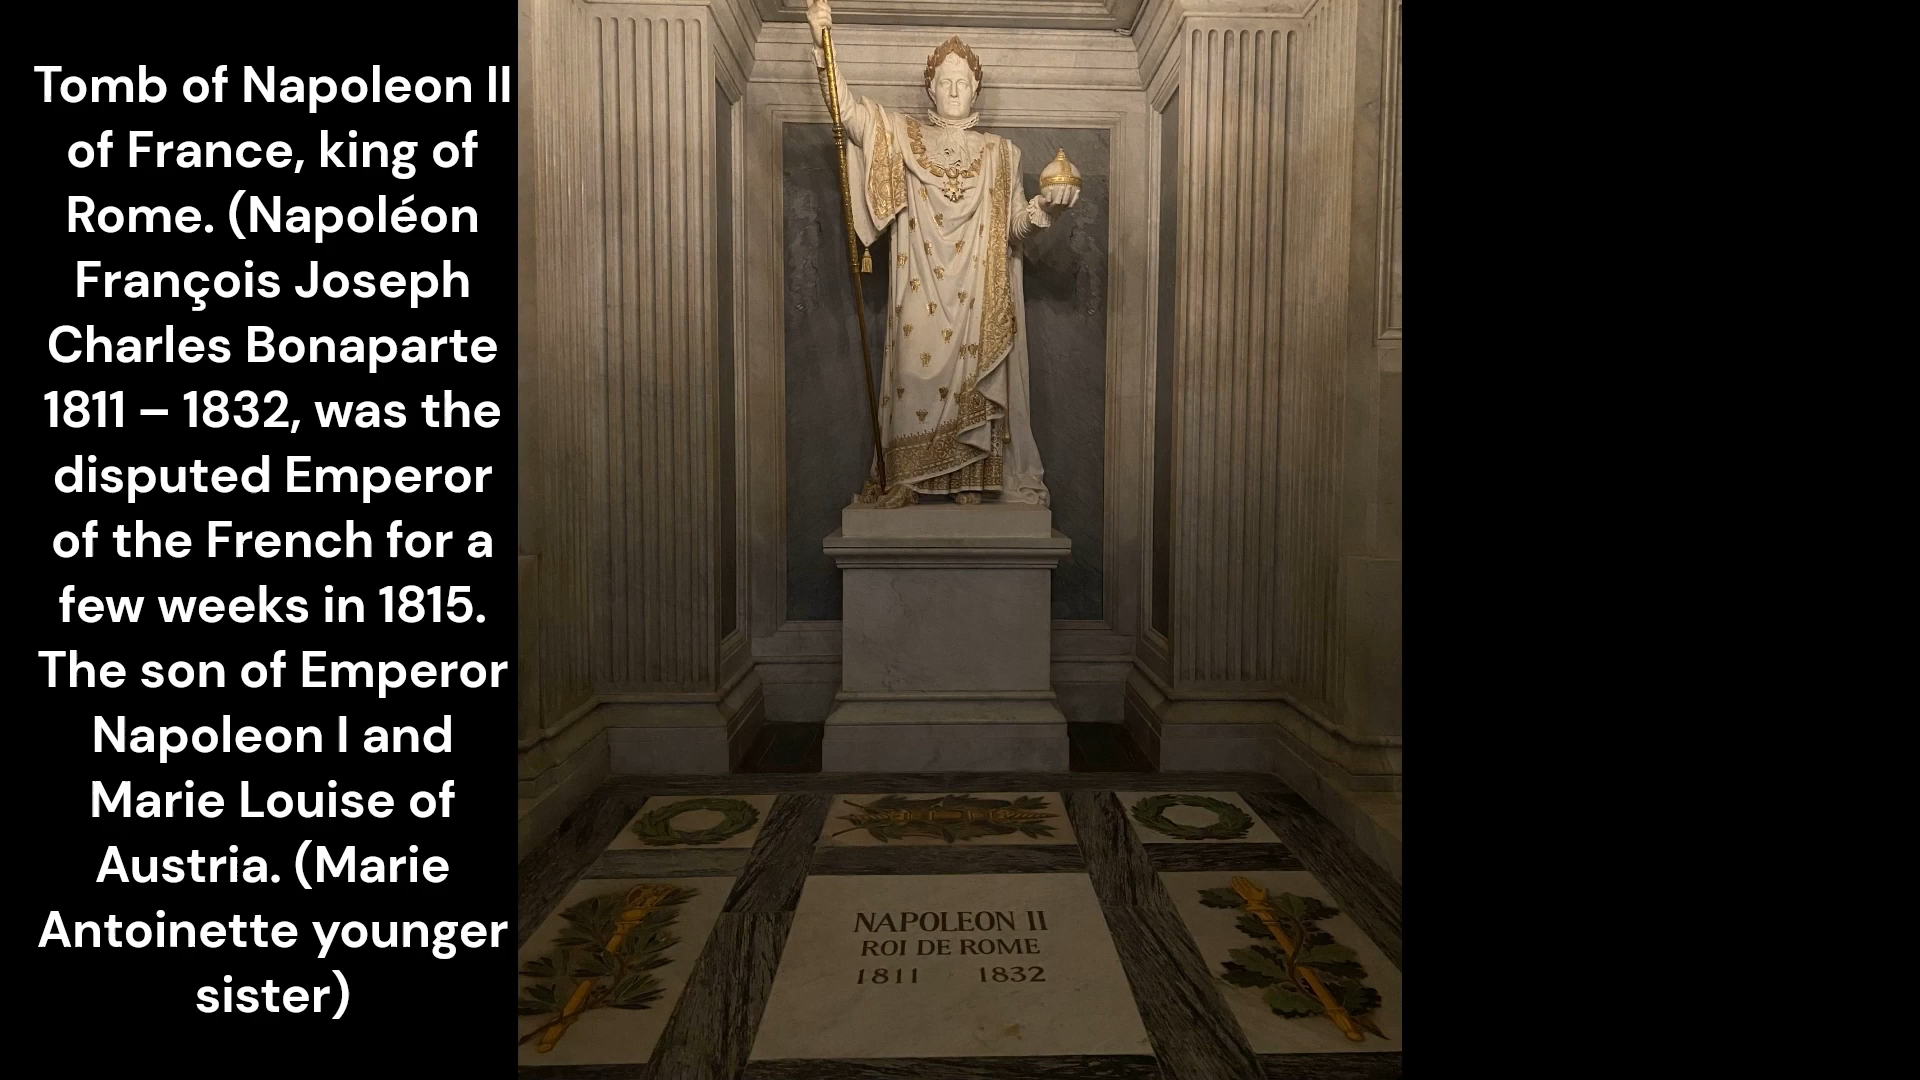 Tomb of Napoleon II
of France, king of
Rome. (Napoléon
François Joseph
Charles Bonaparte
1811 – 1832, was the
disputed Emperor
of the French for a
few weeks in 1815.
The son of Emperor
Napoleon I and
Marie Louise of
Austria. (Marie
Antoinette younger
sister)
NAPOLEON II
ROI DE ROME
1811 1832